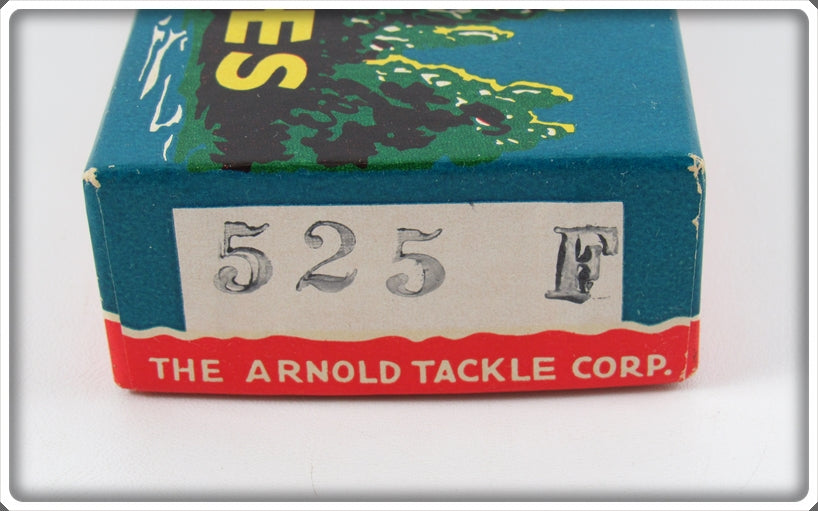 ES
525 F
THE ARNOLD TACKLE CORP.